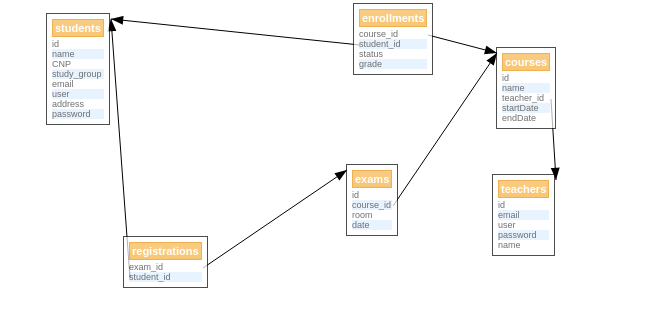 students
id
name
CNP
study_group
email
user
address
password
enrollments
course_id
student_id
status
grade
courses
id
name
teacher_id
startDate
endDate
exams
id
course_id
room
date
teachers
id
email
user
password
name
registrations
exam_id
student_id